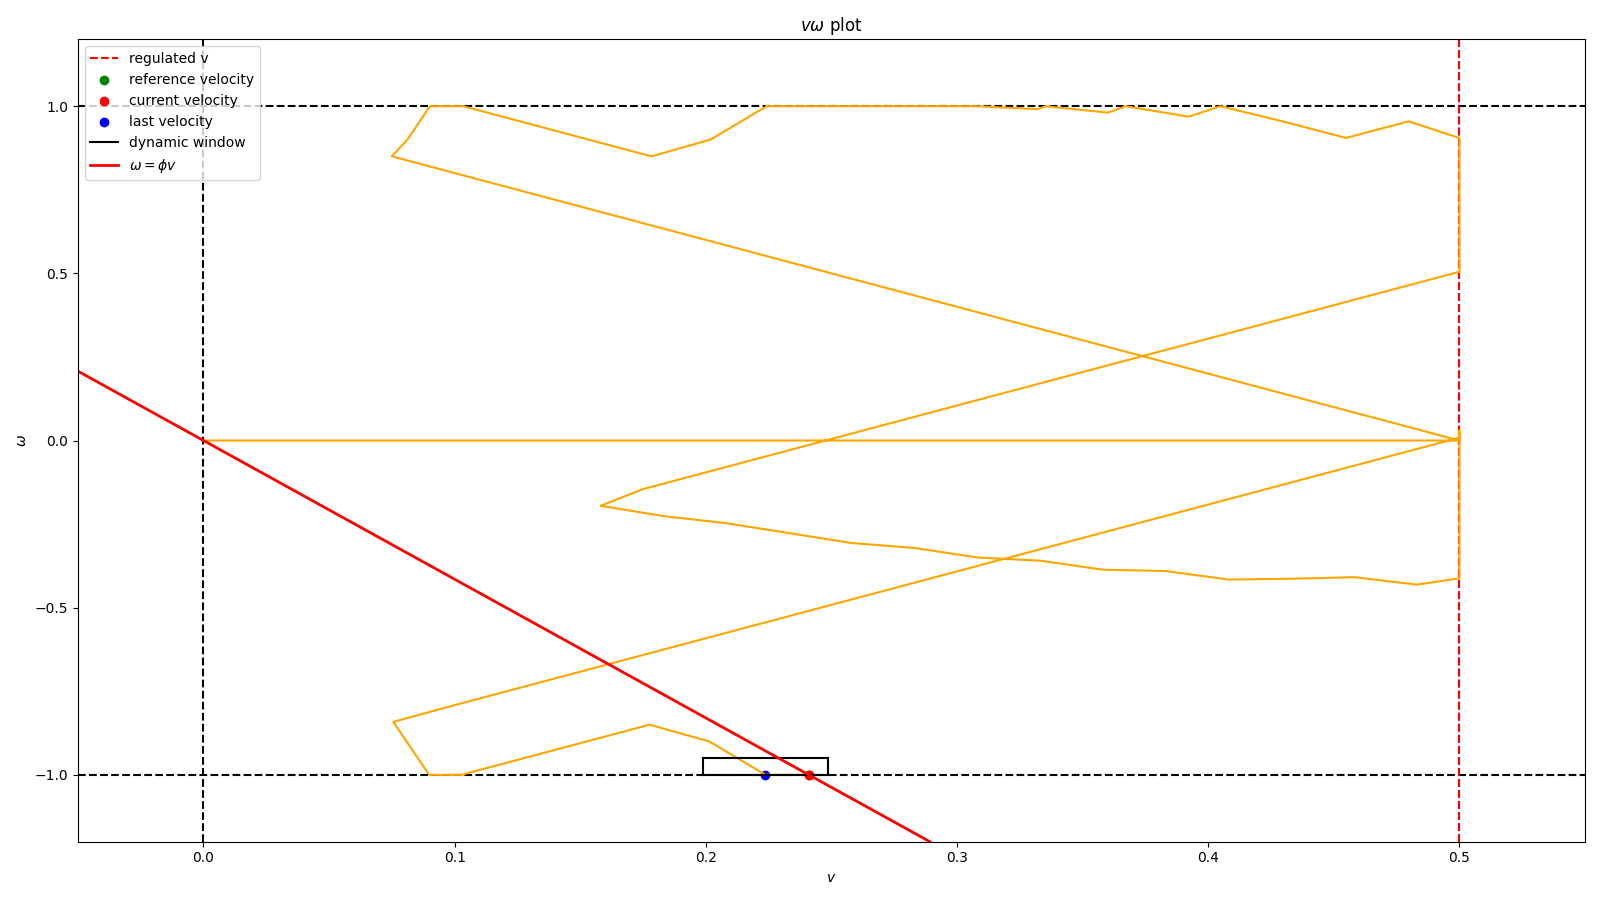 vω plot
regulated v
reference velocity
current velocity
last velocity
dynamic window
ω = ϕv
1.0
0.5
0.0
−0.5
−1.0
ω
0.0 0.1 0.2 0.3 0.4 0.5
v